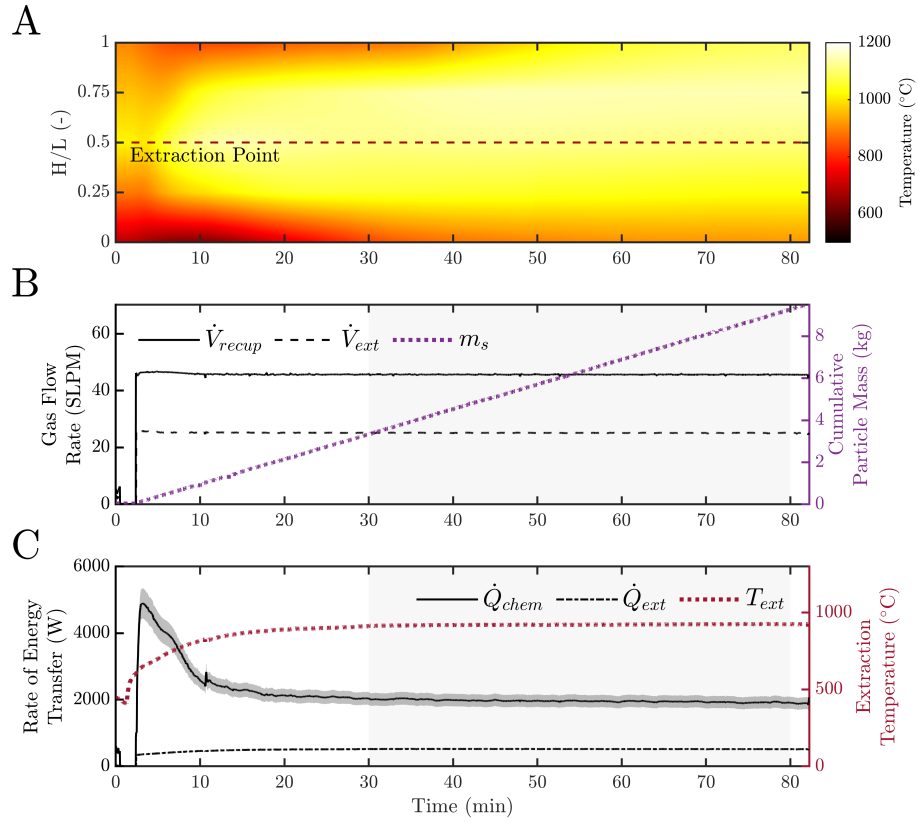 A
H/L (-)
1
0.75
0.5
0.25
0
Extraction Point
0 10 20 30 40 50 60 70 80
1200
1000
800
600
Temperature (°C)
B
Gas Flow
Rate (SLPM)
60
40
20
0
V̇recup V̇ext ms
8
6
4
2
0
Cumulative
Particle Mass (kg)
0 10 20 30 40 50 60 70 80
C
Rate of Energy
Transfer (W)
6000
4000
2000
0
Q̇chem Q̇ext Text
1000
500
0
Extraction
Temperature (°C)
0 10 20 30 40 50 60 70 80
Time (min)